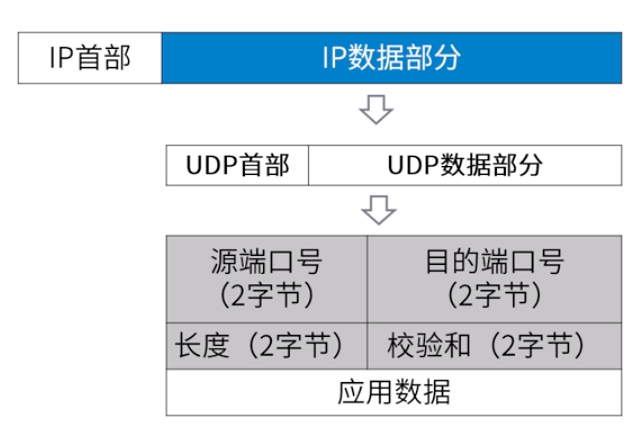 IP首部
IP数据部分
UDP首部
UDP数据部分
源端口号
（2字节）
目的端口号
（2字节）
长度（2字节）
校验和（2字节）
应用数据